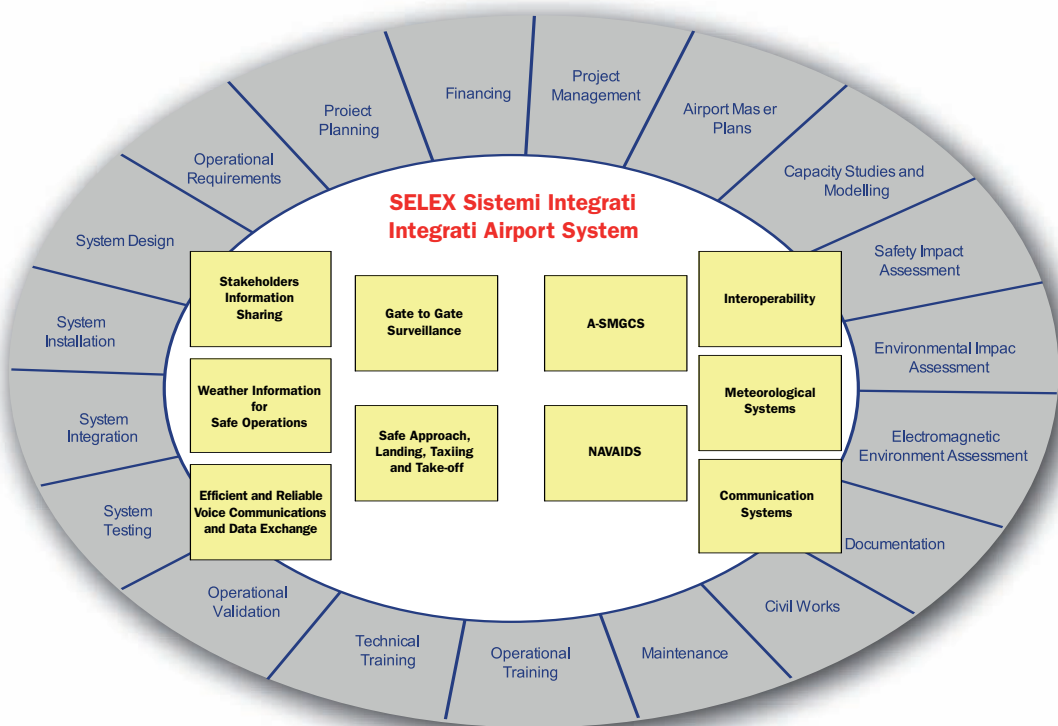 Financing
Project
Management
Proiect
Planning
Airport Mas er
Plans
Operational
Requirements
Capacity Studies and
Modelling
System Design
Safety Impact
Assessment
System
Installation
Environmental Impac
Assessment
System
Integration
Electromagnetic
Environment Assessment
System
Testing
Documentation
Operational
Validation
Civil Works
Technical
Training
Operational
Training
Maintenance
SELEX Sistemi Integrati
Integrati Airport System
Stakeholders
Information
Sharing
Gate to Gate
Surveillance
A-SMGCS
Interoperability
Weather Information
for
Safe Operations
Safe Approach,
Landing, Taxiing
and Take-off
NAVAIDS
Meteorological
Systems
Efficient and Reliable
Voice Communications
and Data Exchange
Communication
Systems